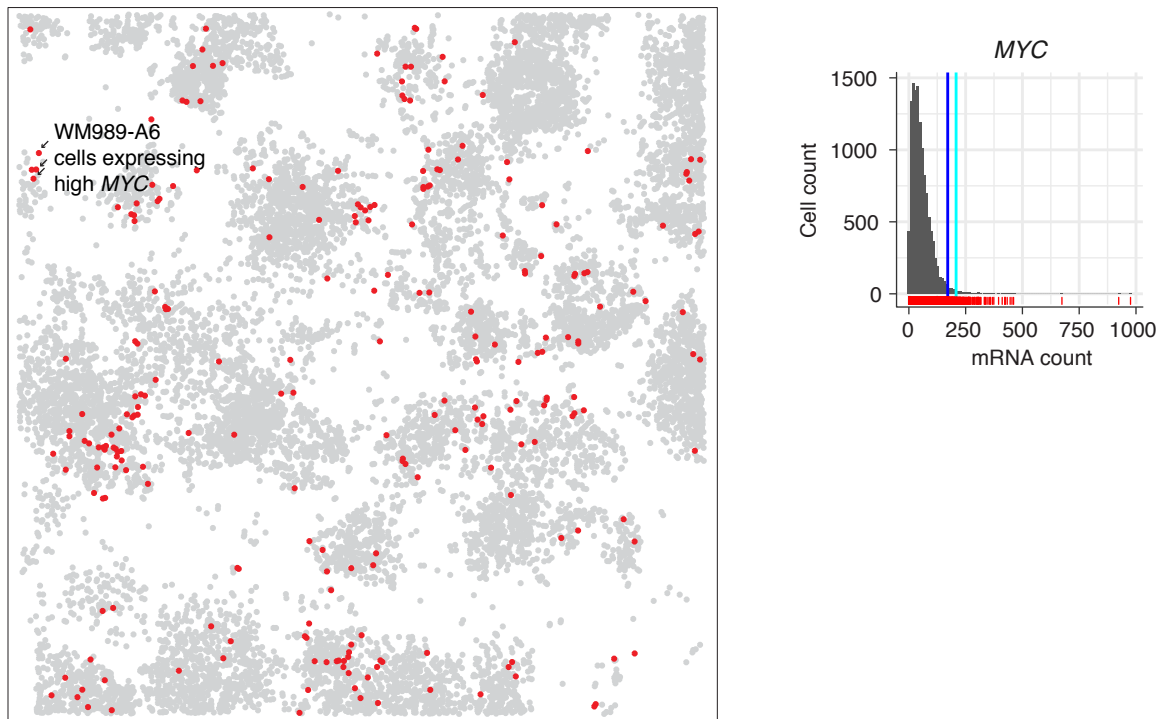 WM989-A6
cells expressing
high MYC
MYC
1500
1000
500
0
Cell count
0 250 500 750 1000
mRNA count